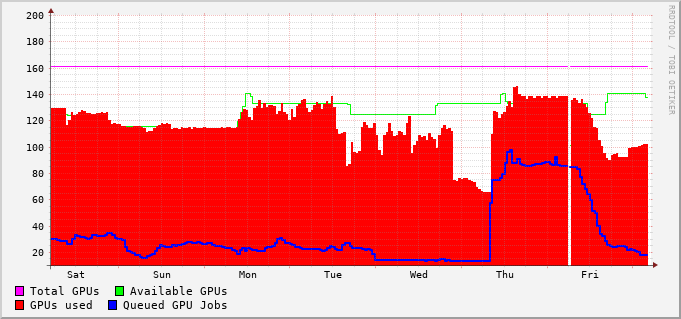 200
180
160
140
120
100
80
60
40
20
Sat Sun Mon Tue Wed Thu Fri
Total GPUs Available GPUs
GPUs used Queued GPU Jobs
RRDTOOL / TOBI OETIKER